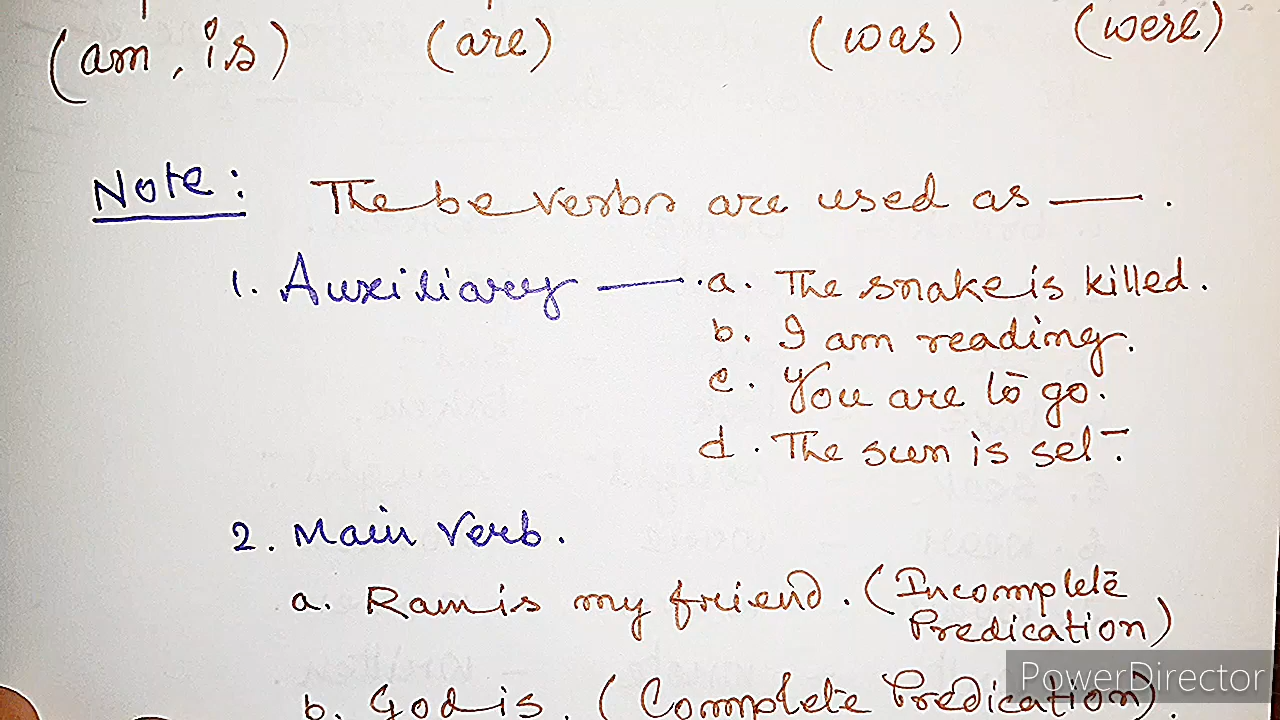 (am, is) (are) (was) (were)
Note: The be verbs are used as — .
1. Auxiliary — a. The snake is killed.
b. I am reading.
c. You are to go.
d. The sun is set.
2. Main Verb.
a. Ram is my friend. (Incomplete
Predication)
PowerDirector
b. God is. (Complete Predication).